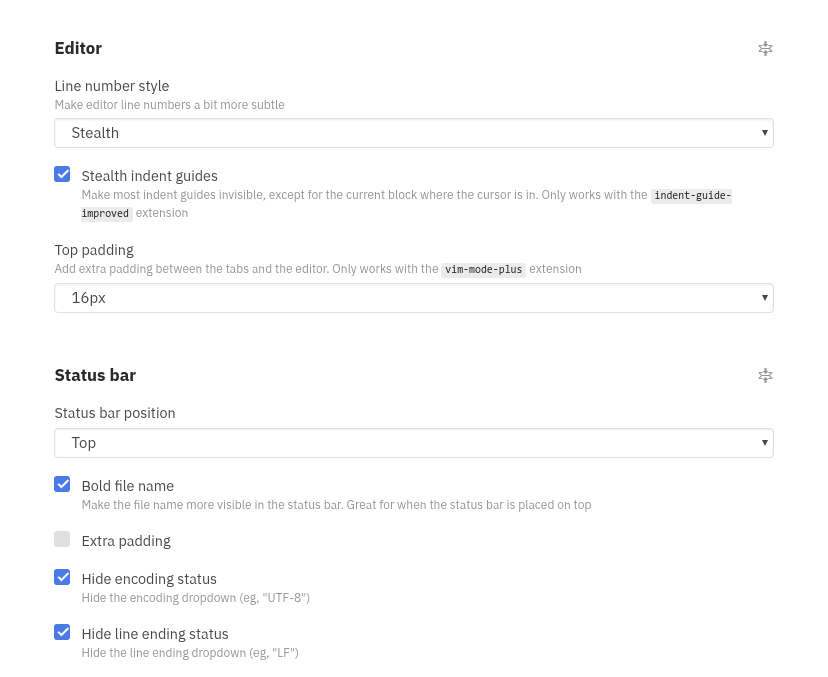 Editor
Line number style
Make editor line numbers a bit more subtle
Stealth
Stealth indent guides
Make most indent guides invisible, except for the current block where the cursor is in. Only works with the indent-guide-
improved extension
Top padding
Add extra padding between the tabs and the editor. Only works with the vim-mode-plus extension
16px
Status bar
Status bar position
Top
Bold file name
Make the file name more visible in the status bar. Great for when the status bar is placed on top
Extra padding
Hide encoding status
Hide the encoding dropdown (eg, "UTF-8")
Hide line ending status
Hide the line ending dropdown (eg, "LF")